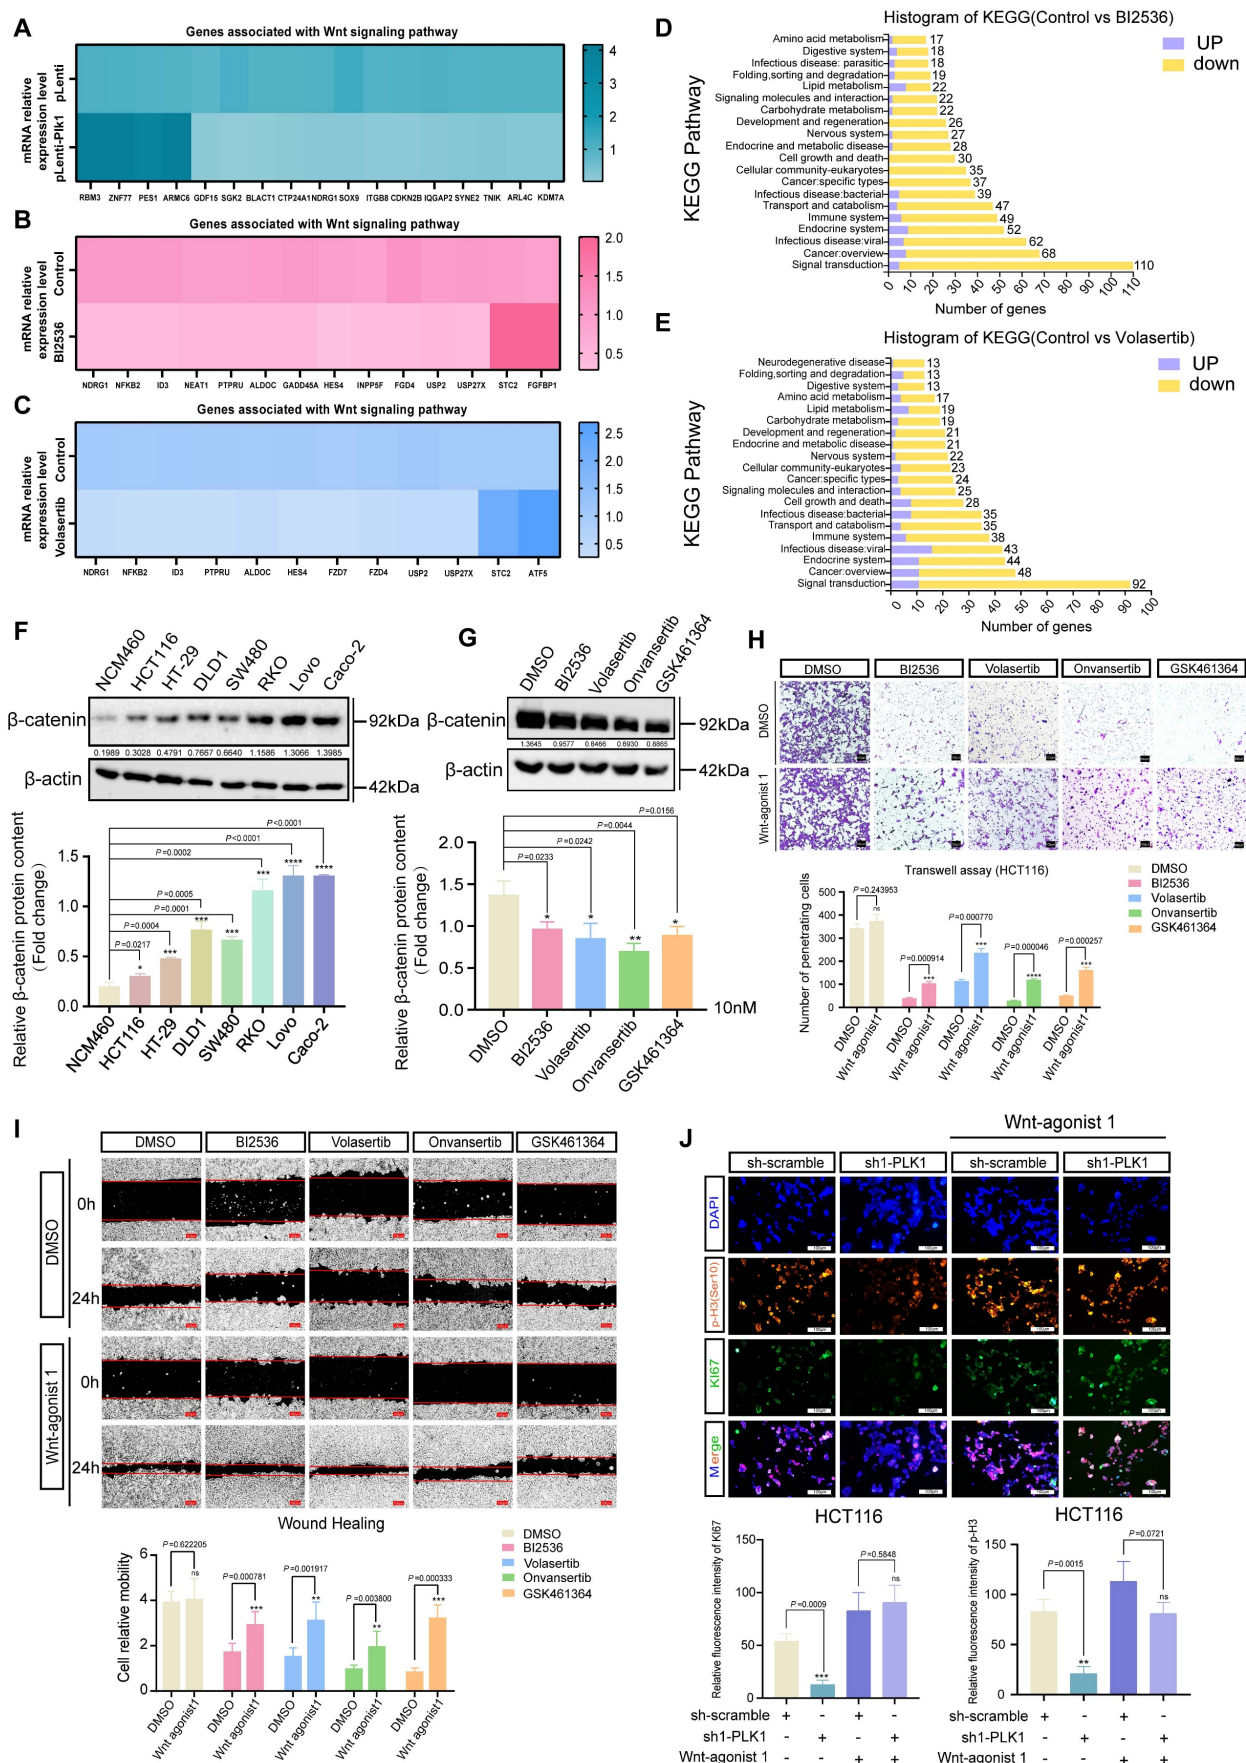 A
Genes associated with Wnt signaling pathway
mRNA relative expression level
pLenti
pLenti-Plk1
4
3
2
1
RBM3 ZNF77 PES1 ARMC6 GDF15 SGK2 BLACT1 CTP24A1 NDRG1 SOX9 ITGB8 CDKN2B IQGAP2 SYNE2 TNIK ARL4C KDM7A
B
Genes associated with Wnt signaling pathway
mRNA relative expression level
Control
BI2536
2.0
1.5
1.0
0.5
NDRG1 NFKB2 ID3 NEAT1 PTPRU ALDOC GADD45A HES4 INPP5F FGD4 USP2 USP27X STC2 FGFBP1
C
Genes associated with Wnt signaling pathway
mRNA relative expression level
Control
Volasertib
2.5
2.0
1.5
1.0
0.5
NDRG1 NFKB2 ID3 PTPRU ALDOC HES4 FZD7 FZD4 USP2 USP27X STC2 ATF5
D
Histogram of KEGG(Control vs BI2536)
UP
down
KEGG Pathway
Amino acid metabolism 17
Digestive system 18
Infectious disease: parasitic 18
Folding,sorting and degradation 19
Lipid metabolism 22
Signaling molecules and interaction 22
Carbohydrate metabolism 22
Development and regeneration 26
Nervous system 27
Endocrine and metabolic disease 28
Cell growth and death 30
Cellular community-eukaryotes 35
Cancer:specific types 37
Infectious disease:bacterial 39
Transport and catabolism 47
Immune system 49
Endocrine system 52
Infectious disease:viral 62
Cancer:overview 68
Signal transduction 110
0 10 20 30 40 50 60 70 80 90 100 110
Number of genes
E
Histogram of KEGG(Control vs Volasertib)
UP
down
KEGG Pathway
Neurodegenerative disease 13
Folding,sorting and degradation 13
Digestive system 13
Amino acid metabolism 17
Lipid metabolism 19
Carbohydrate metabolism 19
Development and regeneration 21
Endocrine and metabolic disease 21
Nervous system 22
Cellular community-eukaryotes 23
Cancer:specific types 24
Signaling molecules and interaction 25
Cell growth and death 28
Infectious disease:bacterial 35
Transport and catabolism 35
Immune system 38
Infectious disease:viral 43
Endocrine system 44
Cancer:overview 48
Signal transduction 92
0 10 20 30 40 50 60 70 80 90 100
Number of genes
F
NCM460 HCT116 HT-29 DLD1 SW480 RKO Lovo Caco-2
β-catenin 92kDa
0.1989 0.3028 0.4791 0.7667 0.6640 1.1586 1.3066 1.3985
β-actin 42kDa
Relative β-catenin protein content
(Fold change)
1.5
1.0
0.5
0.0
P<0.0001
P=0.0002
P<0.0001
P=0.0005
P=0.0001
P=0.0004
P=0.0217
* *** *** *** *** **** ****
NCM460 HCT116 HT-29 DLD1 SW480 RKO Lovo Caco-2
G
DMSO BI2536 Volasertib Onvansertib GSK461364
β-catenin 92kDa
1.3645 0.9577 0.8466 0.6930 0.8865
β-actin 42kDa
Relative β-catenin protein content
(Fold change)
2.0
1.5
1.0
0.5
0.0
P=0.0156
P=0.0044
P=0.0242
P=0.0233
* * ** *
10nM
DMSO BI2536 Volasertib Onvansertib GSK461364
H
DMSO BI2536 Volasertib Onvansertib GSK461364
DMSO
Wnt-agonist 1
Transwell assay (HCT116)
DMSO
BI2536
Volasertib
Onvansertib
GSK461364
Number of penetrating cells
500
400
300
200
100
0
P=0.243953
ns
P=0.000914
***
P=0.000770
***
P=0.000046
****
P=0.000257
***
DMSO Wnt agonist1 DMSO Wnt agonist1 DMSO Wnt agonist1 DMSO Wnt agonist1 DMSO Wnt agonist1
I
DMSO BI2536 Volasertib Onvansertib GSK461364
DMSO
0h
24h
Wnt-agonist 1
0h
24h
Wound Healing
DMSO
BI2536
Volasertib
Onvansertib
GSK461364
Cell relative mobility
6
4
2
0
P=0.622205
ns
P=0.000781
***
P=0.001917
**
P=0.003800
**
P=0.000333
***
DMSO Wnt agonist1 DMSO Wnt agonist1 DMSO Wnt agonist1 DMSO Wnt agonist1 DMSO Wnt agonist1
J
Wnt-agonist 1
sh-scramble sh1-PLK1 sh-scramble sh1-PLK1
DAPI
p-H3(Ser10)
KI67
Merge
100μm 100μm 100μm 100μm
100μm 100μm 100μm 100μm
100μm 100μm 100μm 100μm
100μm 100μm 100μm 100μm
HCT116
Relative fluorescence intensity of KI67
150
100
50
0
P=0.0009
***
P=0.5848
ns
HCT116
Relative fluorescence intensity of p-H3
150
100
50
0
P=0.0015
**
P=0.0721
ns
sh-scramble + - + - + - + -
sh1-PLK1 - + - + - + - +
Wnt-agonist 1 - - + + - - + +